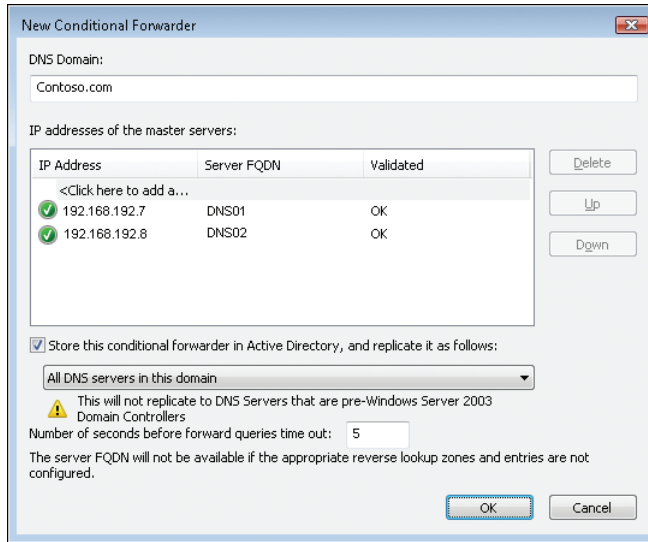 New Conditional Forwarder
DNS Domain:
Contoso.com
IP addresses of the master servers:
IP Address Server FQDN Validated
<Click here to add a...
192.168.192.7 DNS01 OK
192.168.192.8 DNS02 OK
Delete
Up
Down
Store this conditional forwarder in Active Directory, and replicate it as follows:
All DNS servers in this domain
This will not replicate to DNS Servers that are pre-Windows Server 2003
Domain Controllers
Number of seconds before forward queries time out: 5
The server FQDN will not be available if the appropriate reverse lookup zones and entries are not
configured.
OK Cancel